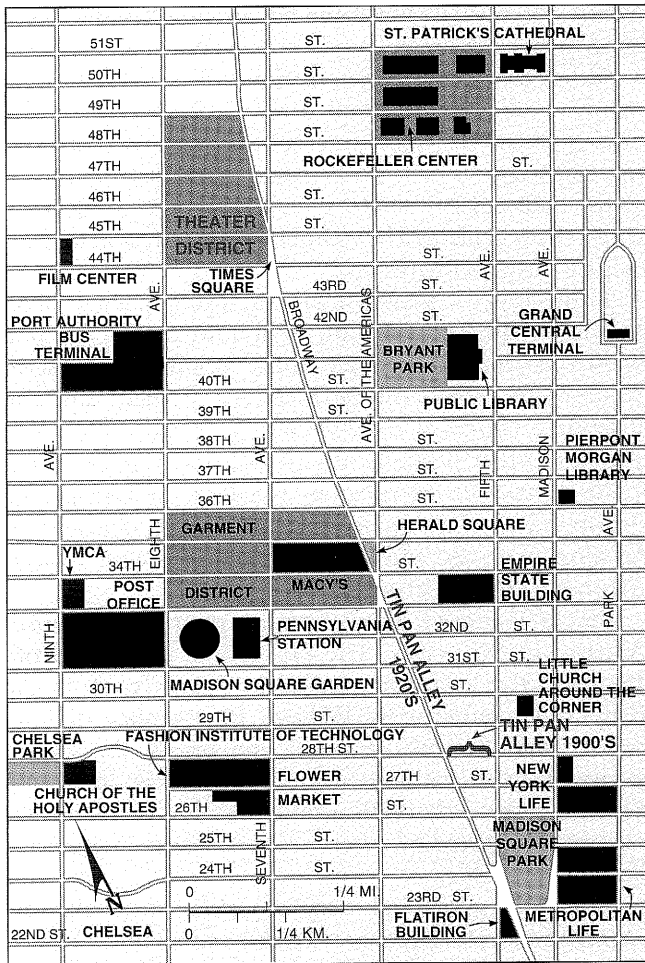 51ST ST.
ST. PATRICK'S CATHEDRAL
50TH ST.
49TH ST.
48TH ST.
47TH
ROCKEFELLER CENTER ST.
46TH ST.
45TH THEATER ST.
44TH DISTRICT ST.
AVE. AVE.
FILM CENTER
TIMES
SQUARE
AVE.
43RD ST.
BROADWAY
42ND ST.
AVE. OF THE AMERICAS
PORT AUTHORITY
BUS
TERMINAL
GRAND
CENTRAL
TERMINAL
BRYANT
PARK
40TH ST.
PUBLIC LIBRARY
39TH ST.
38TH ST.
AVE. AVE.
37TH ST.
FIFTH
MADISON
PIERPONT
MORGAN
LIBRARY
36TH ST.
AVE.
GARMENT
HERALD SQUARE
EIGHTH
YMCA
34TH ST.
EMPIRE
STATE
BUILDING
POST
OFFICE
DISTRICT MACY'S
PARK
NINTH
PENNSYLVANIA
STATION
TIN PAN ALLEY
1920'S
32ND ST.
31ST ST.
MADISON SQUARE GARDEN
30TH ST.
LITTLE
CHURCH
AROUND THE
CORNER
29TH ST.
TIN PAN
ALLEY 1900'S
CHELSEA
PARK
FASHION INSTITUTE OF TECHNOLOGY
28TH ST.
FLOWER
MARKET
27TH ST.
NEW
YORK
LIFE
CHURCH OF THE
HOLY APOSTLES
26TH ST.
25TH ST.
MADISON
SQUARE
PARK
SEVENTH
24TH ST.
N
0 1/4 MI.
23RD ST.
0 1/4 KM.
FLATIRON
BUILDING
METROPOLITAN
LIFE
22ND ST. CHELSEA